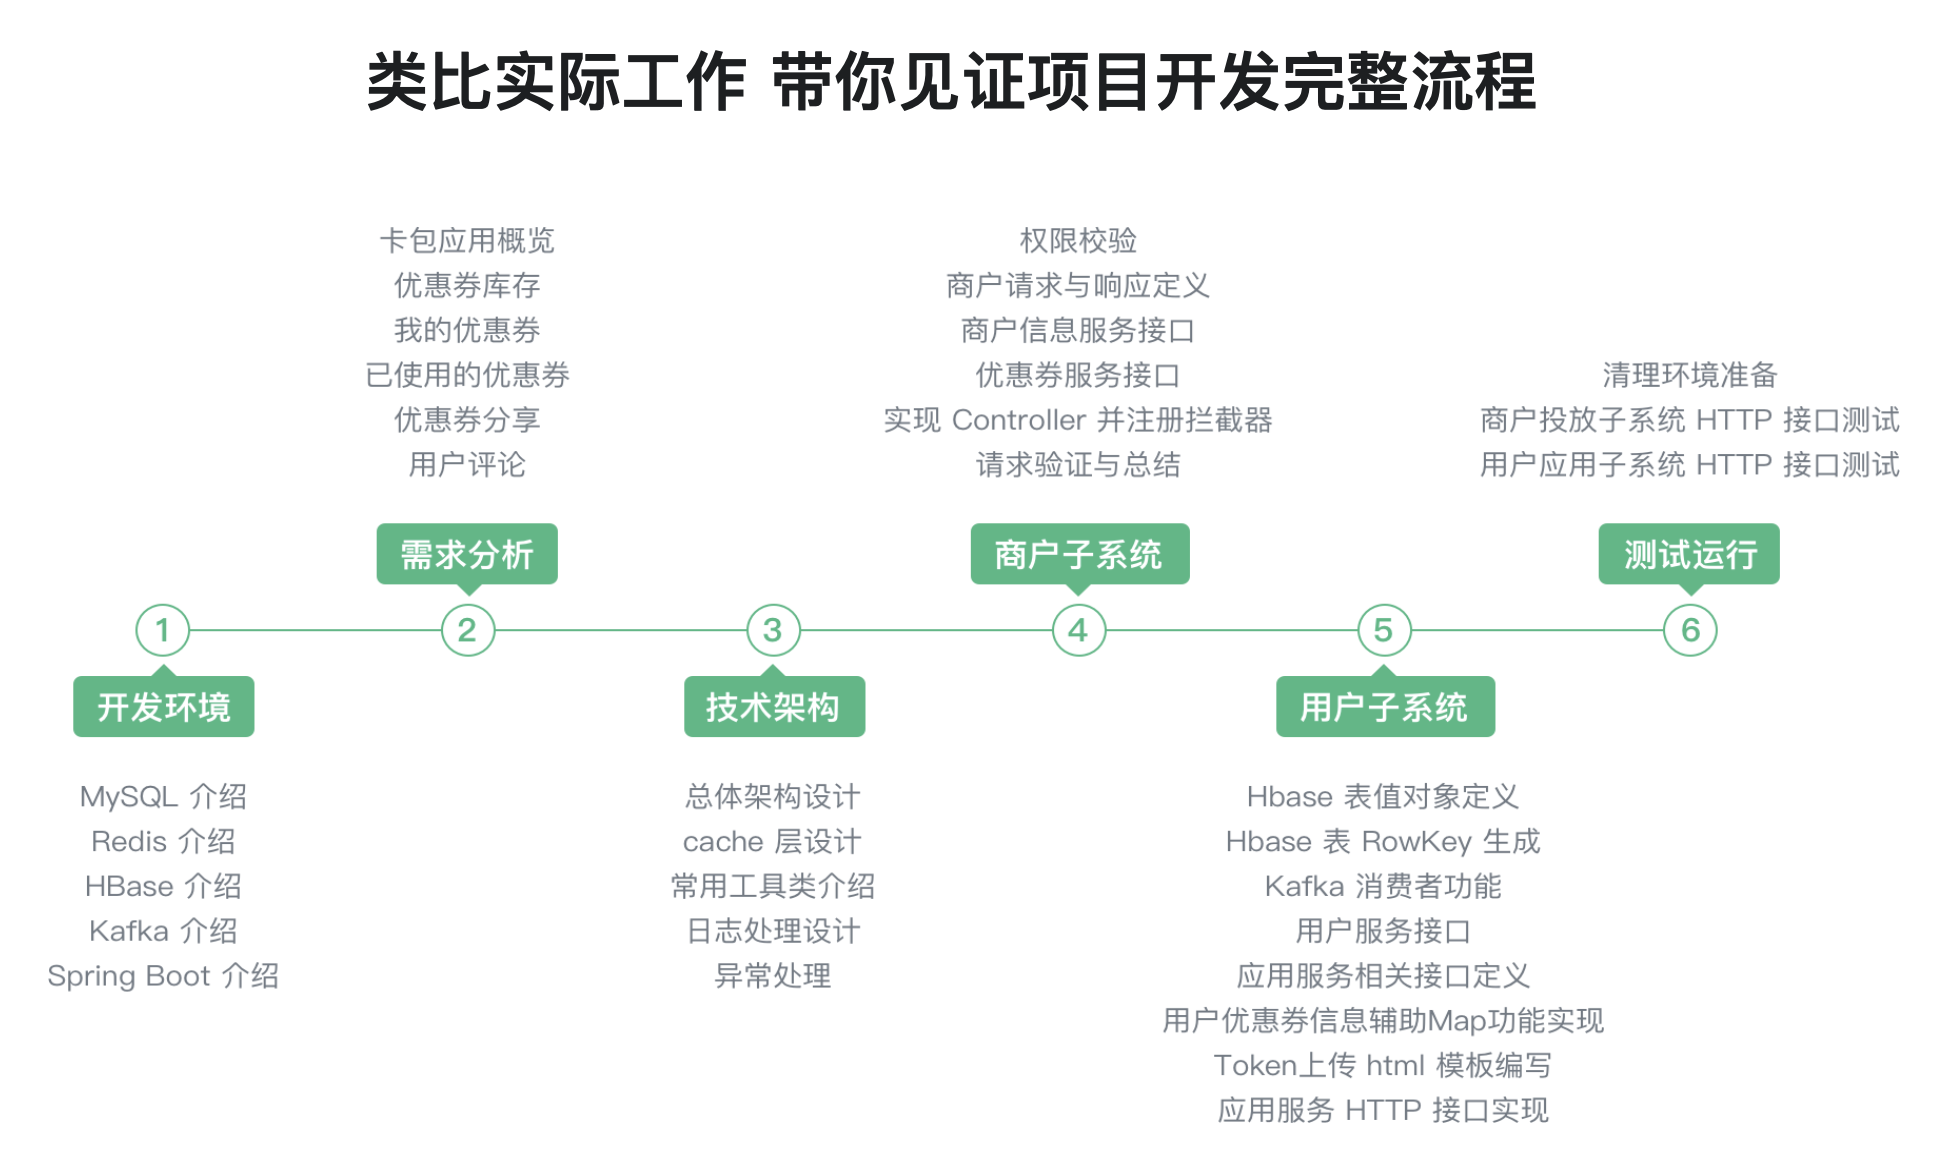 类比实际工作 带你见证项目开发完整流程
1
开发环境
MySQL 介绍
Redis 介绍
HBase 介绍
Kafka 介绍
Spring Boot 介绍
卡包应用概览
优惠券库存
我的优惠券
已使用的优惠券
优惠券分享
用户评论
需求分析
2
3
技术架构
总体架构设计
cache 层设计
常用工具类介绍
日志处理设计
异常处理
权限校验
商户请求与响应定义
商户信息服务接口
优惠券服务接口
实现 Controller 并注册拦截器
请求验证与总结
商户子系统
4
5
用户子系统
Hbase 表值对象定义
Hbase 表 RowKey 生成
Kafka 消费者功能
用户服务接口
应用服务相关接口定义
用户优惠券信息辅助Map功能实现
Token上传 html 模板编写
应用服务 HTTP 接口实现
清理环境准备
商户投放子系统 HTTP 接口测试
用户应用子系统 HTTP 接口测试
测试运行
6